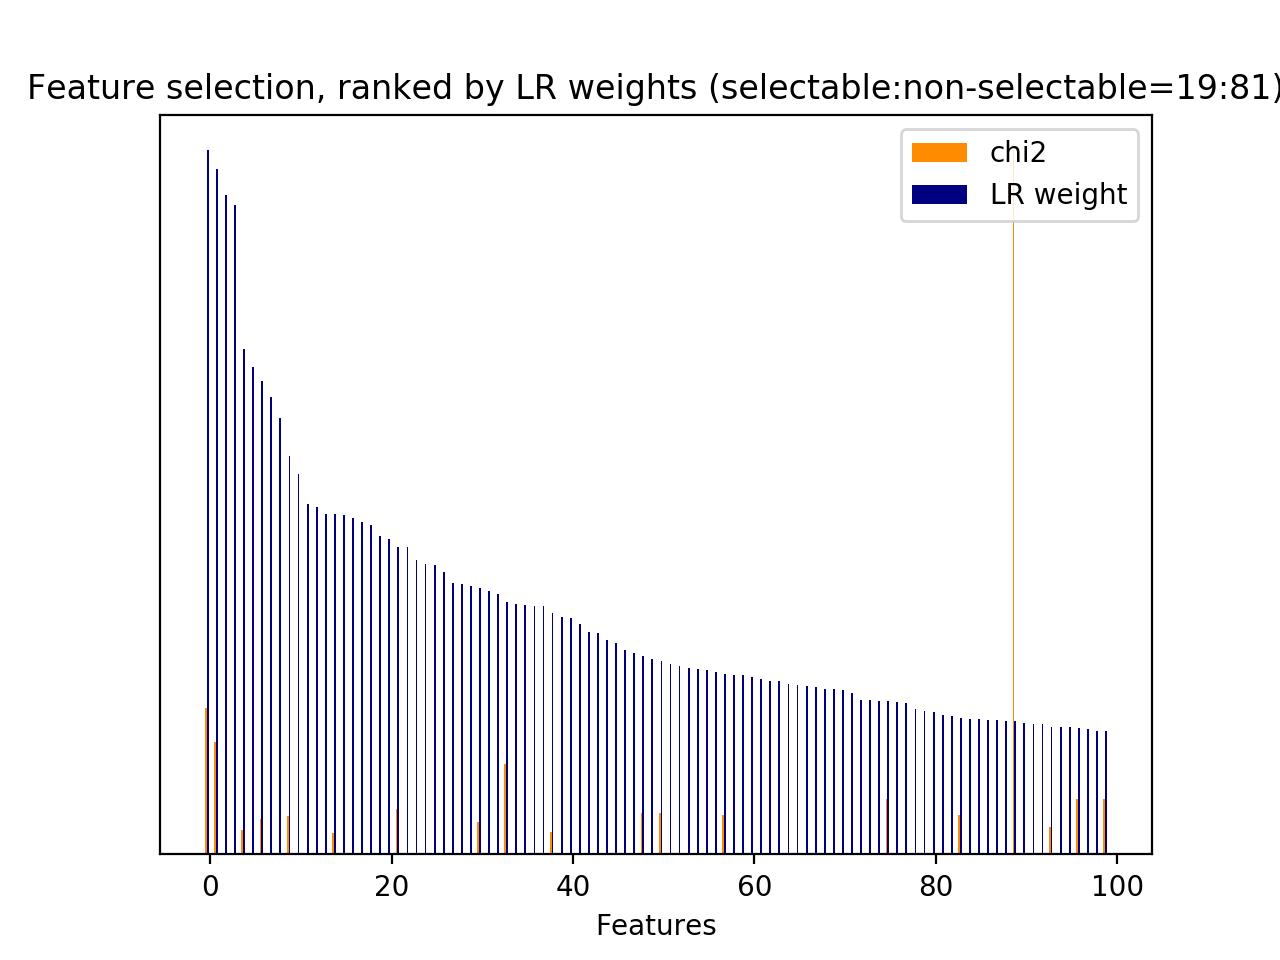 Feature selection, ranked by LR weights (selectable:non-selectable=19:81)
chi2
LR weight
0 20 40 60 80 100
Features